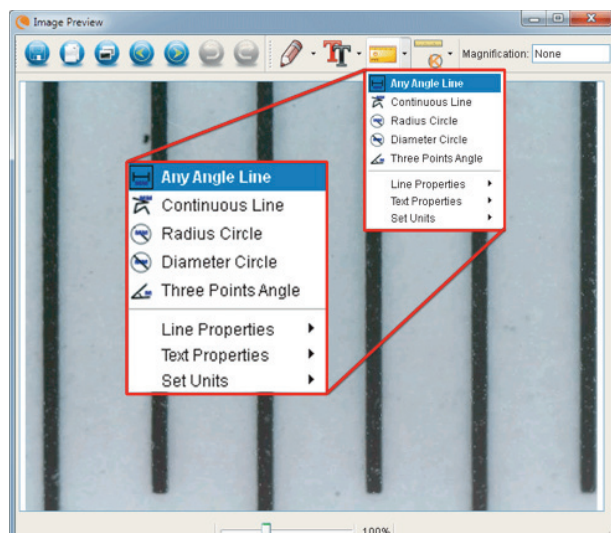 Image Preview
Magnification: None
Any Angle Line
Continuous Line
Radius Circle
Diameter Circle
Three Points Angle
Line Properties
Text Properties
Set Units
Any Angle Line
Continuous Line
Radius Circle
Diameter Circle
Three Points Angle
Line Properties
Text Properties
Set Units
100%